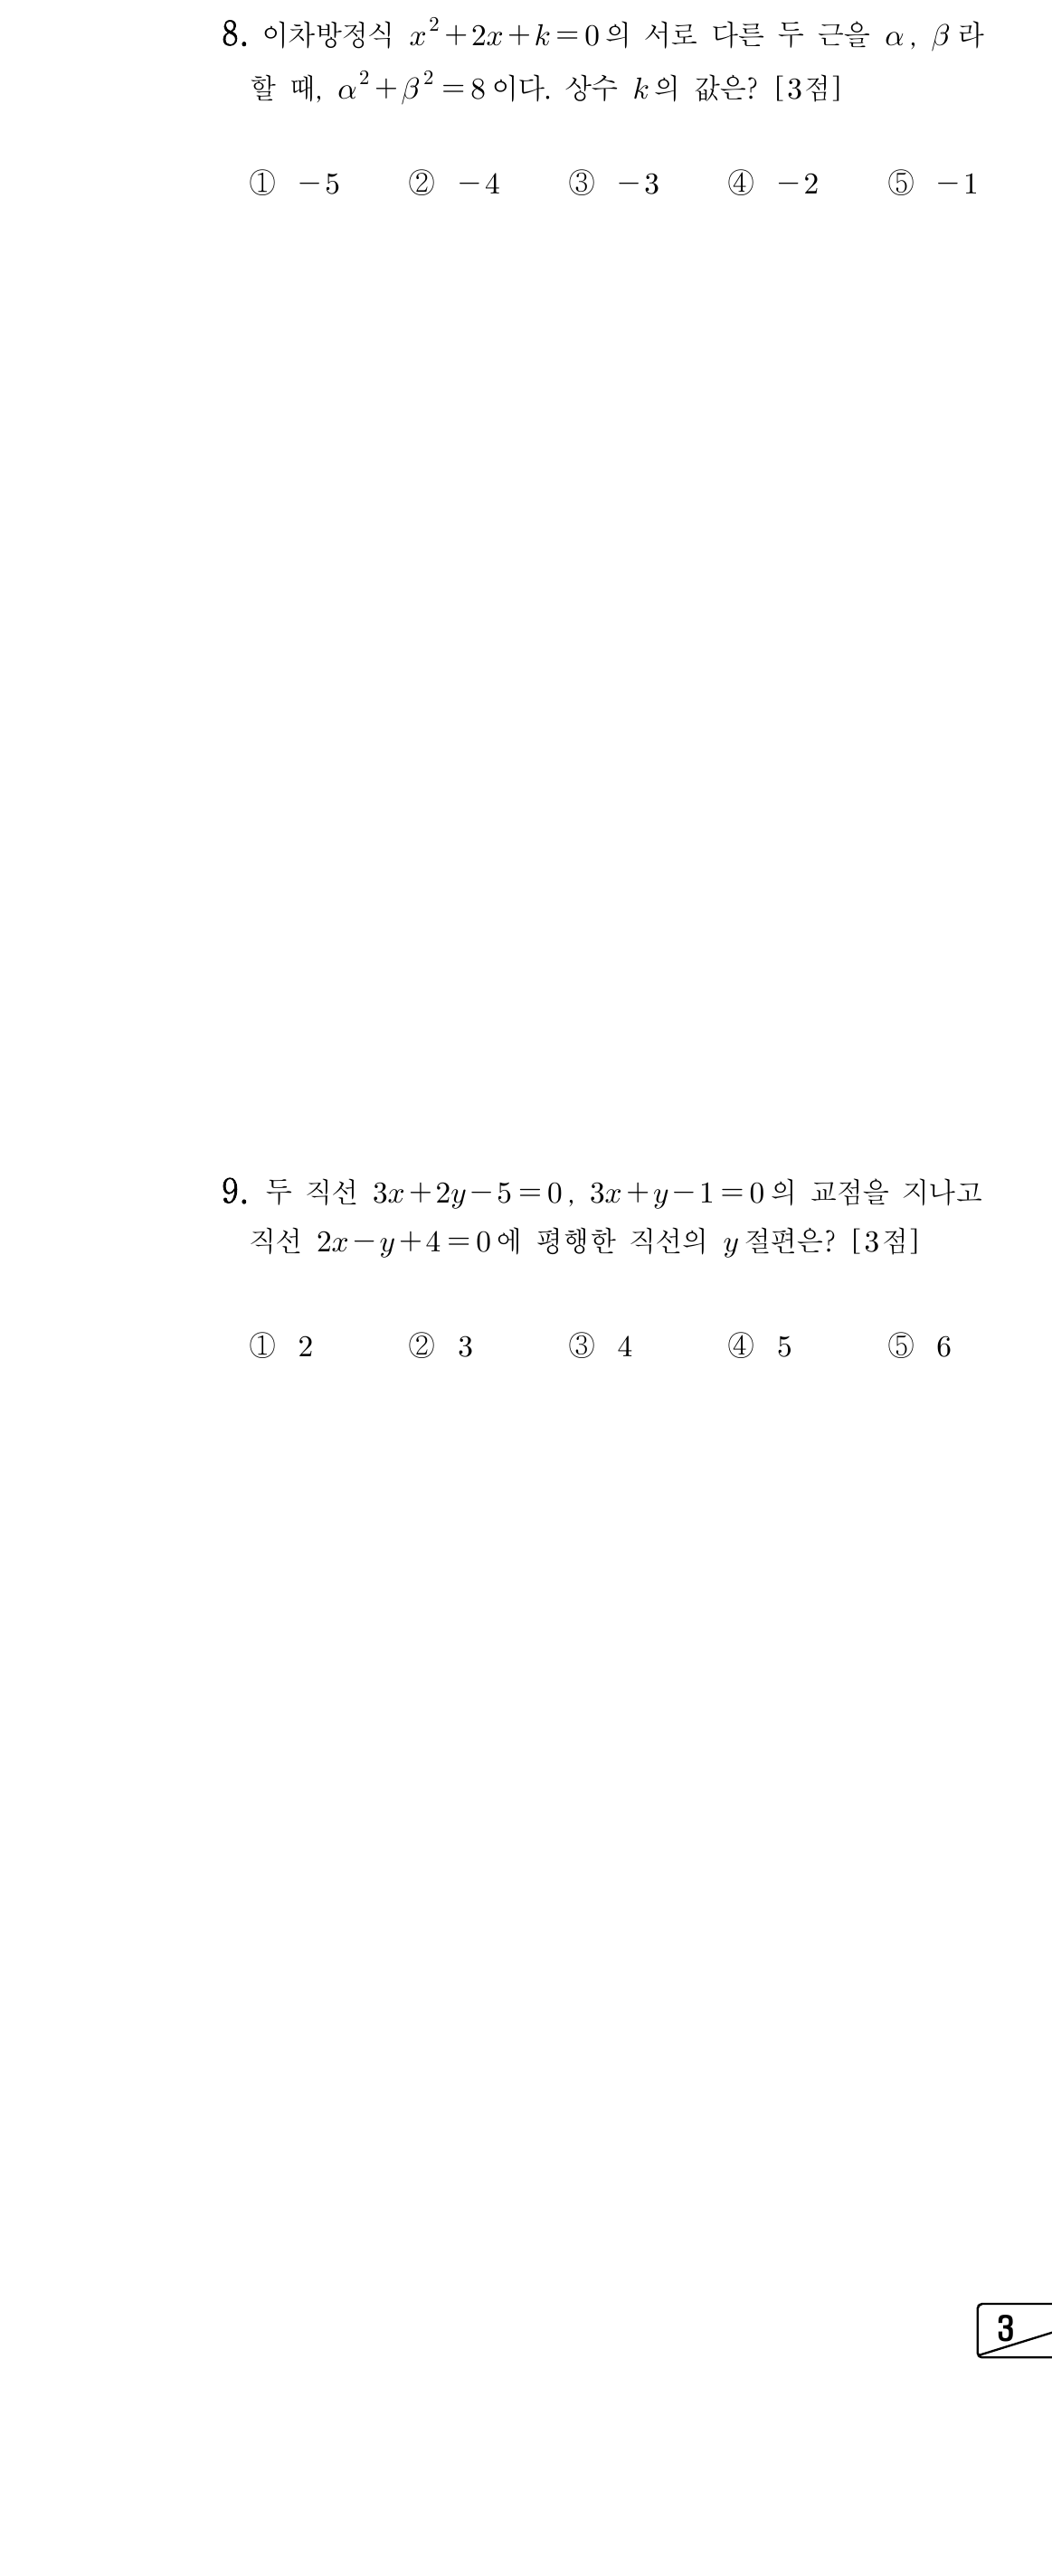 8. 이차방정식 x²+2x+k=0의 서로 다른 두 근을 α, β라
할 때, α²+β²=8이다. 상수 k의 값은? [3점]
① −5 ② −4 ③ −3 ④ −2 ⑤ −1
9. 두 직선 3x+2y−5=0, 3x+y−1=0의 교점을 지나고
직선 2x−y+4=0에 평행한 직선의 y절편은? [3점]
① 2 ② 3 ③ 4 ④ 5 ⑤ 6
3